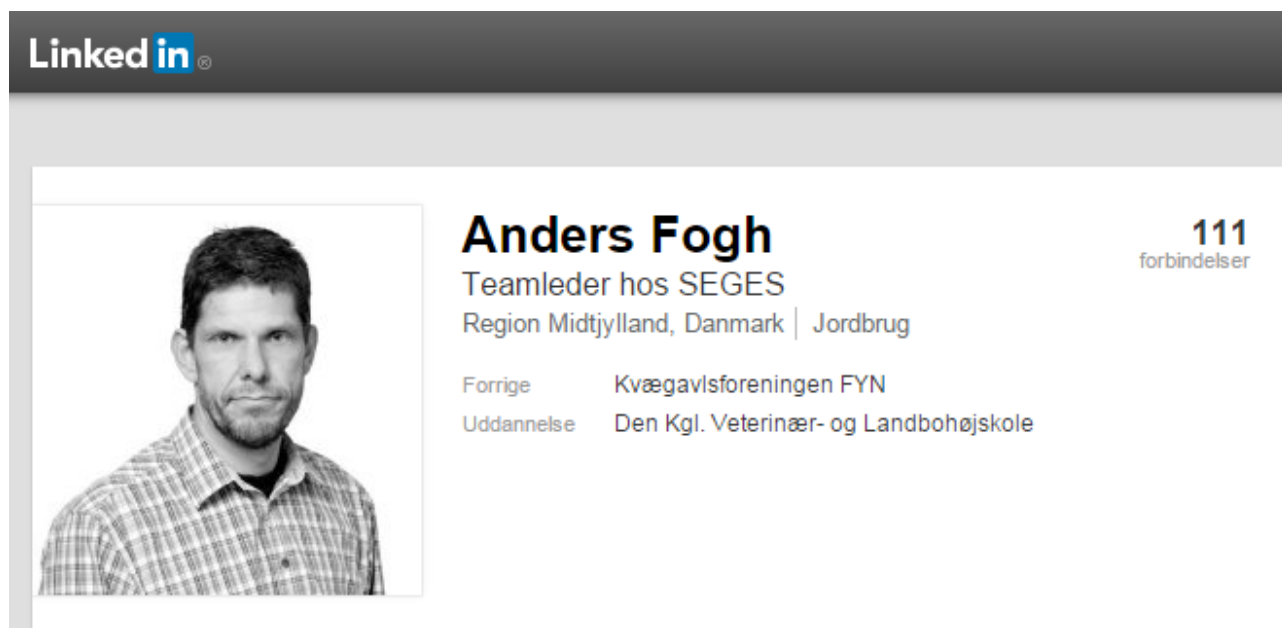 Linked in ®
Anders Fogh
111
Teamleder hos SEGES
forbindelser
Region Midtjylland, Danmark | Jordbrug
Forrige Kvægavlsforeningen FYN
Uddannelse Den Kgl. Veterinær- og Landbohøjskole